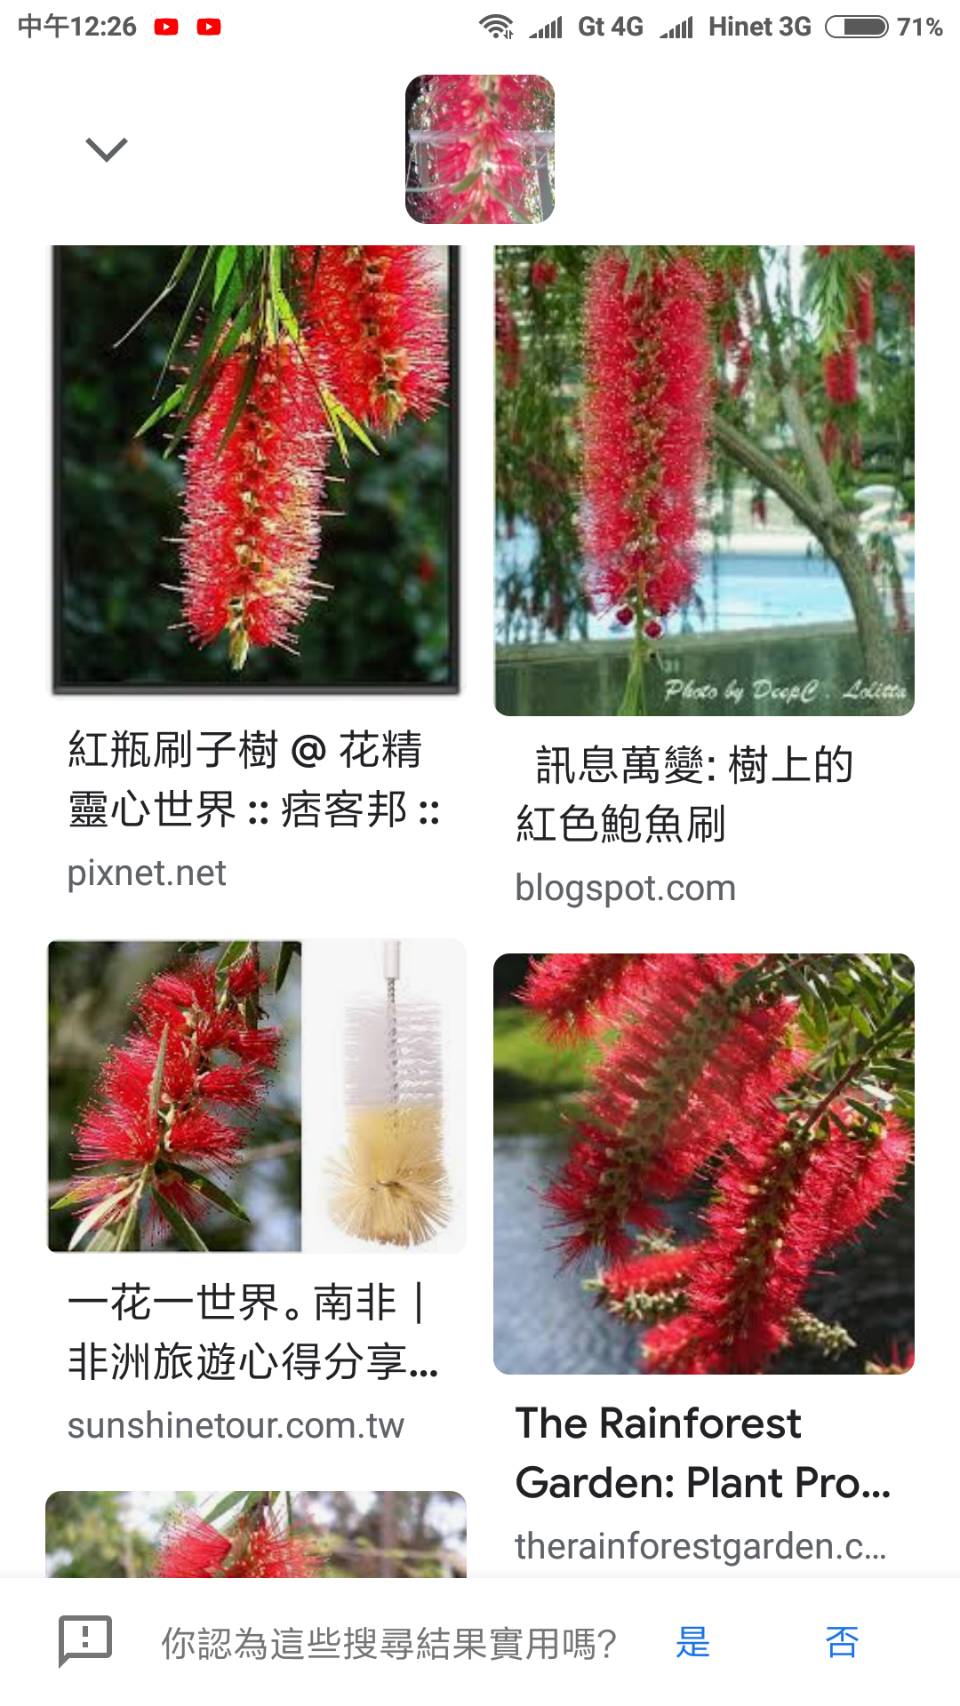 中午12:26
Gt 4G
Hinet 3G
71%
Photo by DeepC . Lolitta
紅瓶刷子樹 @ 花精
靈心世界 :: 痞客邦 ::
pixnet.net
訊息萬變: 樹上的
紅色鮑魚刷
blogspot.com
一花一世界。南非 |
非洲旅遊心得分享...
sunshinetour.com.tw
The Rainforest
Garden: Plant Pro...
therainforestgarden.c...
你認為這些搜尋結果實用嗎?
是
否